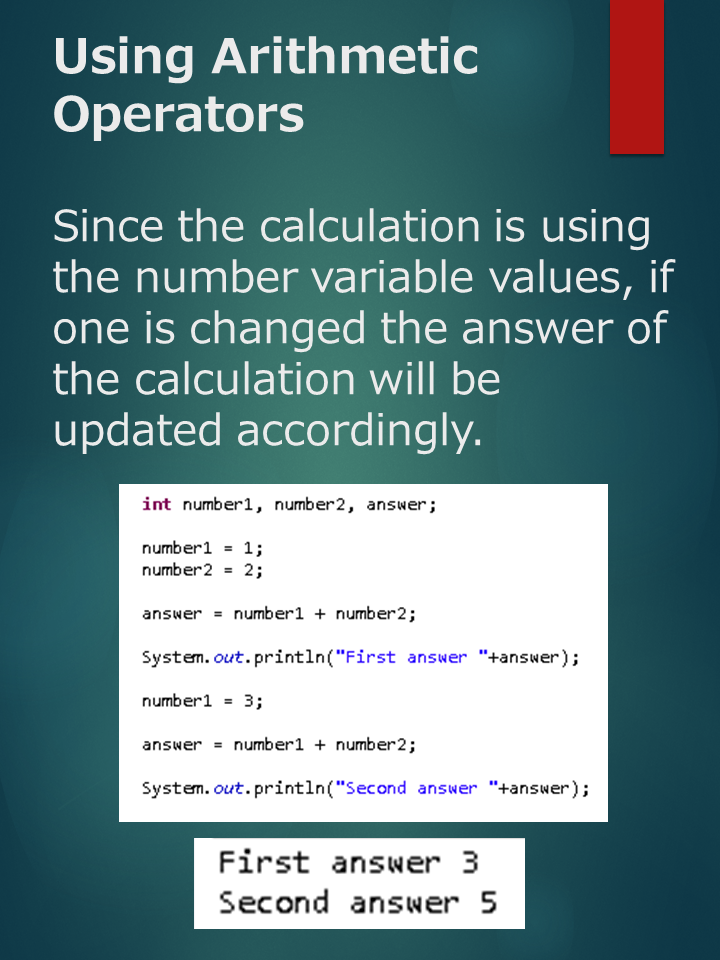 Using Arithmetic
Operators
Since the calculation is using
the number variable values, if
one is changed the answer of
the calculation will be
updated accordingly.
int number1, number2, answer;
number1 = 1;
number2 = 2;
answer = number1 + number2;
System.out.println("First answer "+answer);
number1 = 3;
answer = number1 + number2;
System.out.println("Second answer "+answer);
First answer 3
Second answer 5